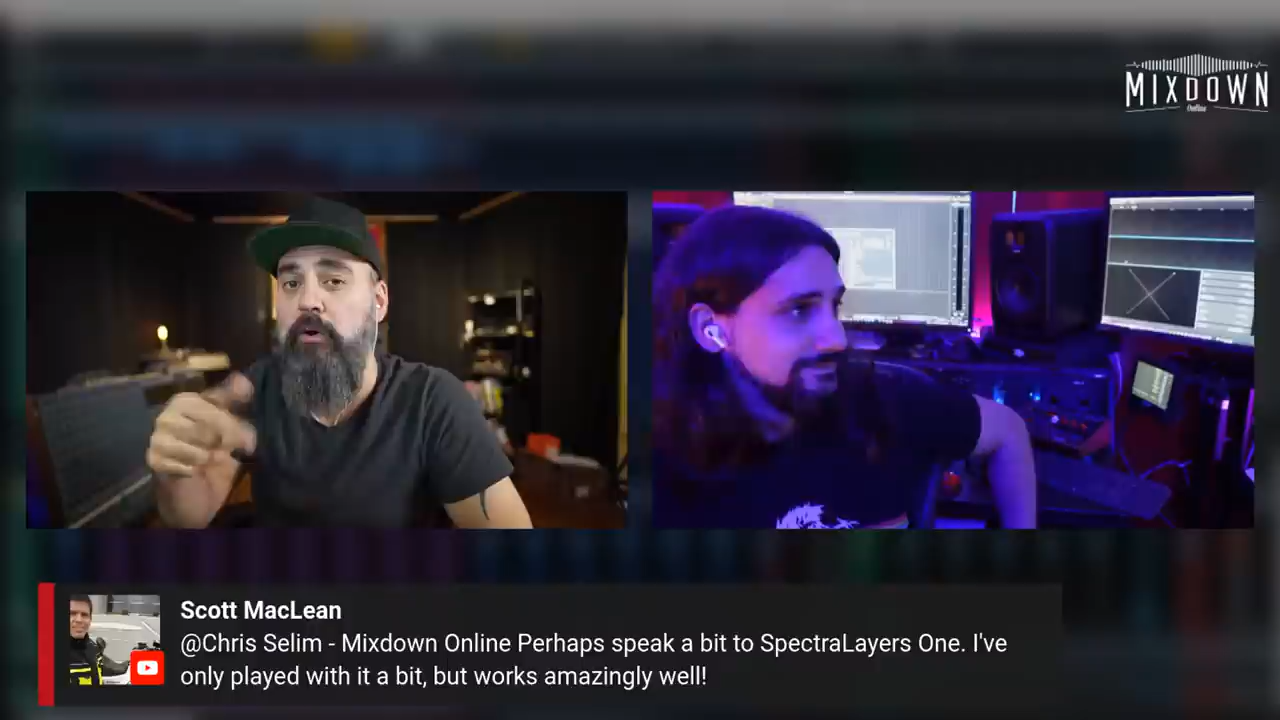 MIXDOWN
Online
Scott MacLean
@Chris Selim - Mixdown Online Perhaps speak a bit to SpectraLayers One. I've
only played with it a bit, but works amazingly well!